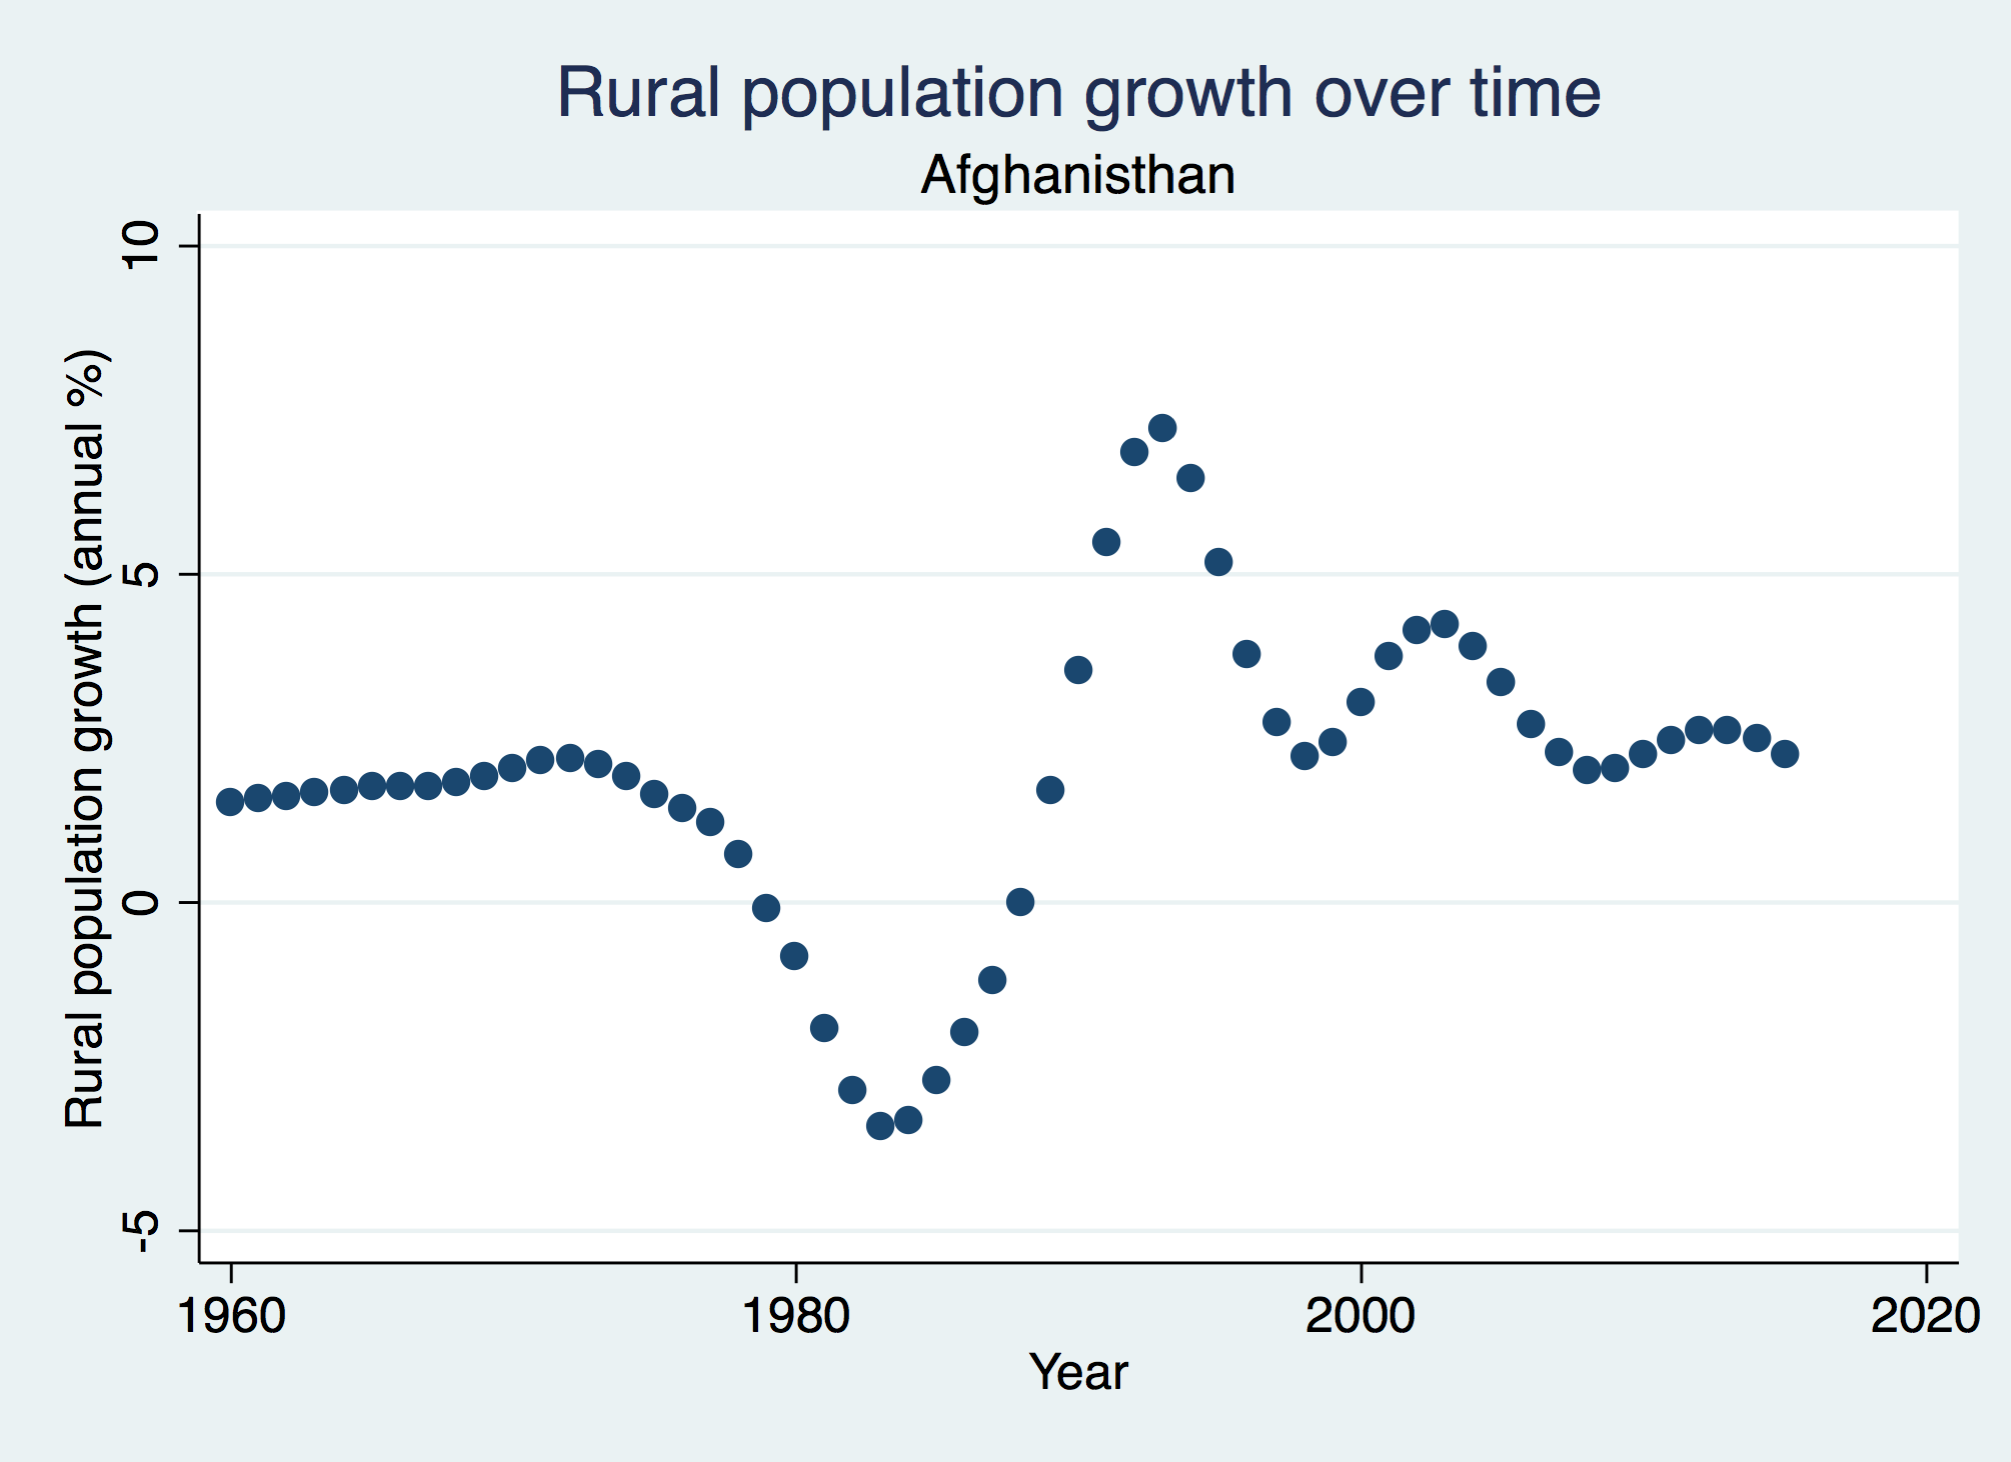 Rural population growth over time
Afghanisthan
Rural population growth (annual %)
10
5
0
-5
1960 1980 2000 2020
Year